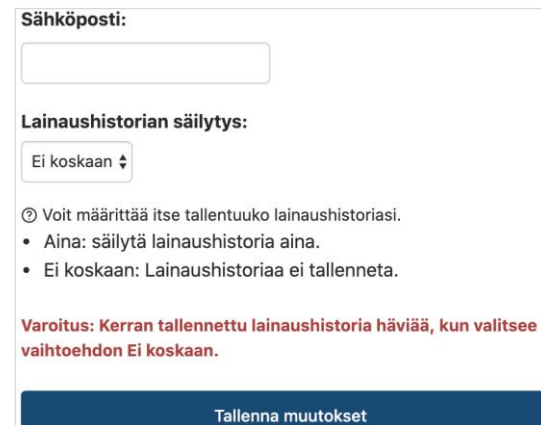 Sähköposti:
Lainaushistorian säilytys:
Ei koskaan
Voit määrittää itse tallentuuko lainaushistoriasi.
• Aina: säilytä lainaushistoria aina.
• Ei koskaan: Lainaushistoriaa ei tallenneta.
Varoitus: Kerran tallennettu lainaushistoria häviää, kun valitsee
vaihtoehdon Ei koskaan.
Tallenna muutokset